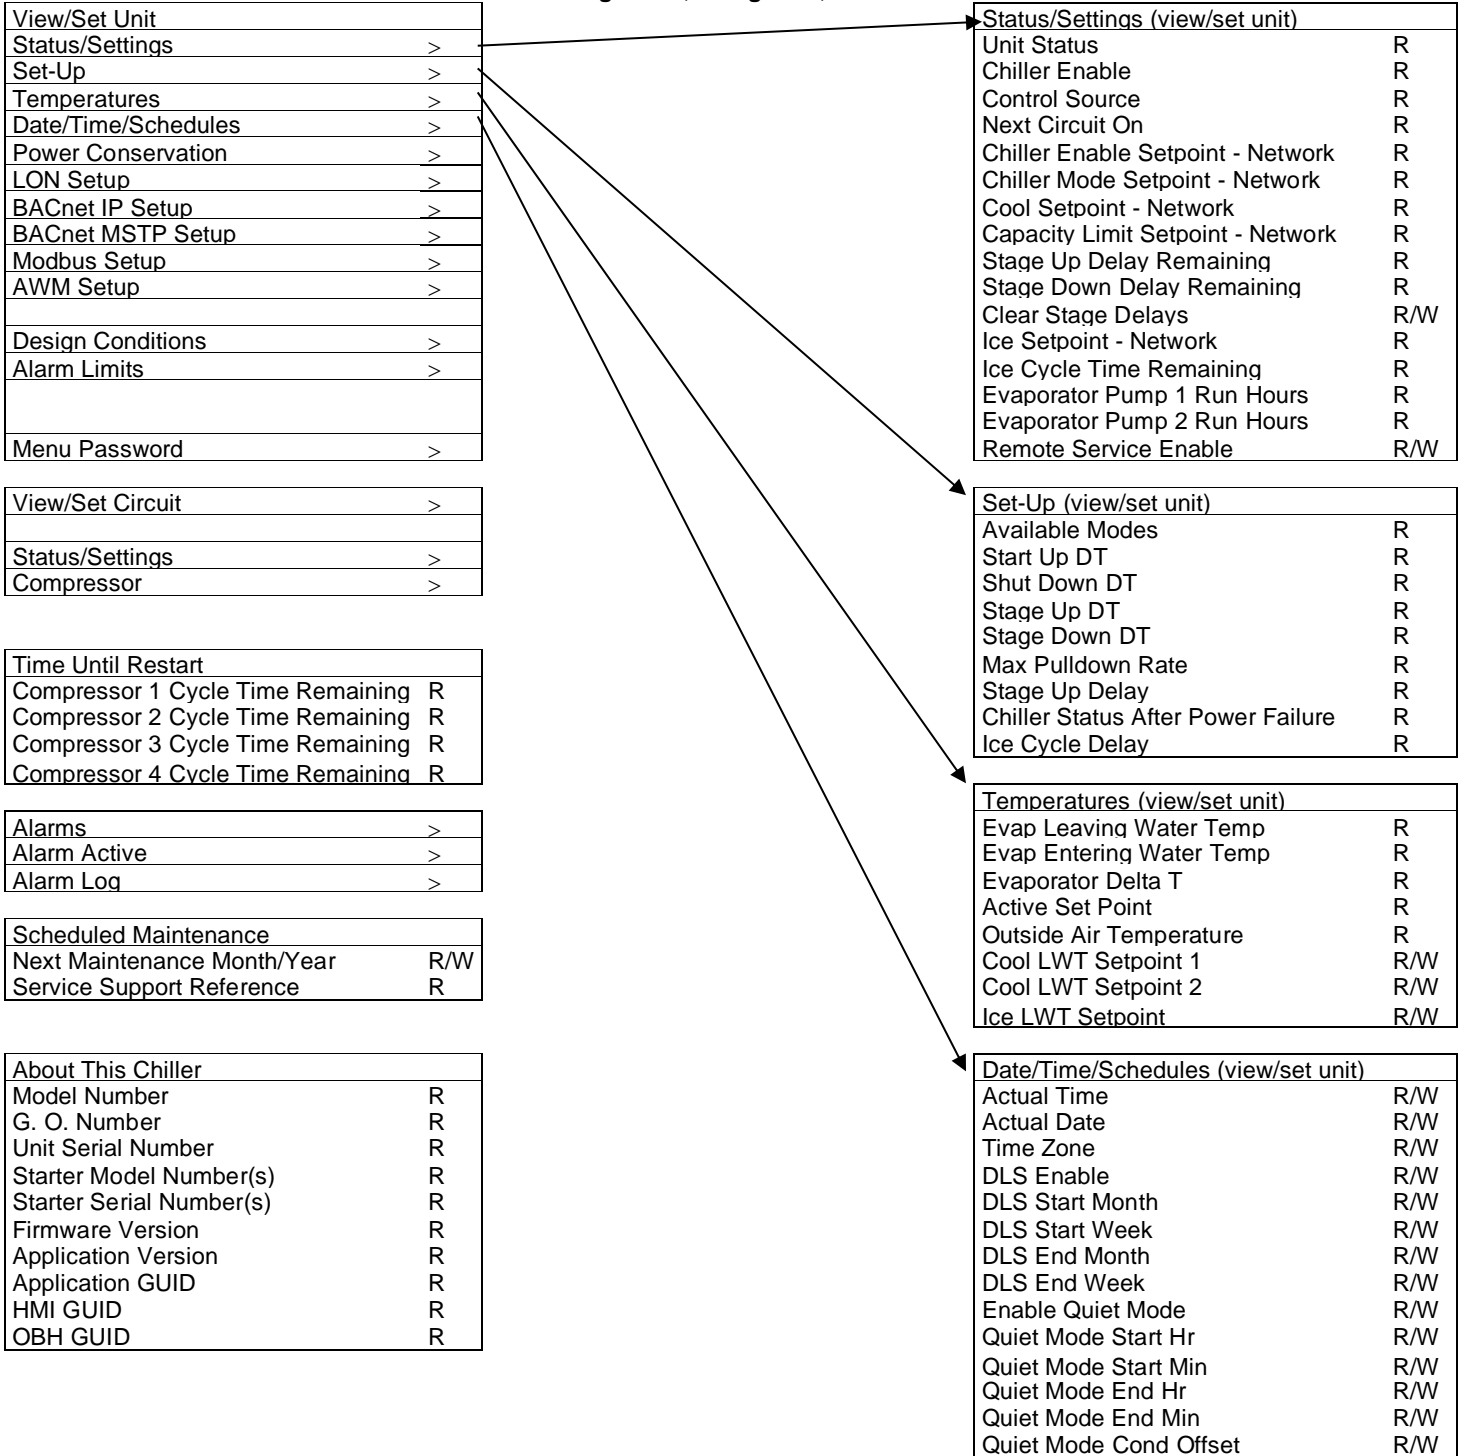 View/Set Unit
Status/Settings >
Set-Up >
Temperatures >
Date/Time/Schedules >
Power Conservation >
LON Setup >
BACnet IP Setup >
BACnet MSTP Setup >
Modbus Setup >
AWM Setup >
Design Conditions >
Alarm Limits >
Menu Password >
View/Set Circuit >
Status/Settings >
Compressor >
Time Until Restart
Compressor 1 Cycle Time Remaining R
Compressor 2 Cycle Time Remaining R
Compressor 3 Cycle Time Remaining R
Compressor 4 Cycle Time Remaining R
Alarms >
Alarm Active >
Alarm Log >
Scheduled Maintenance
Next Maintenance Month/Year R/W
Service Support Reference R
About This Chiller
Model Number R
G. O. Number R
Unit Serial Number R
Starter Model Number(s) R
Starter Serial Number(s) R
Firmware Version R
Application Version R
Application GUID R
HMI GUID R
OBH GUID R
Status/Settings (view/set unit)
Unit Status R
Chiller Enable R
Control Source R
Next Circuit On R
Chiller Enable Setpoint - Network R
Chiller Mode Setpoint - Network R
Cool Setpoint - Network R
Capacity Limit Setpoint - Network R
Stage Up Delay Remaining R
Stage Down Delay Remaining R
Clear Stage Delays R/W
Ice Setpoint - Network R
Ice Cycle Time Remaining R
Evaporator Pump 1 Run Hours R
Evaporator Pump 2 Run Hours R
Remote Service Enable R/W
Set-Up (view/set unit)
Available Modes R
Start Up DT R
Shut Down DT R
Stage Up DT R
Stage Down DT R
Max Pulldown Rate R
Stage Up Delay R
Chiller Status After Power Failure R
Ice Cycle Delay R
Temperatures (view/set unit)
Evap Leaving Water Temp R
Evap Entering Water Temp R
Evaporator Delta T R
Active Set Point R
Outside Air Temperature R
Cool LWT Setpoint 1 R/W
Cool LWT Setpoint 2 R/W
Ice LWT Setpoint R/W
Date/Time/Schedules (view/set unit)
Actual Time R/W
Actual Date R/W
Time Zone R/W
DLS Enable R/W
DLS Start Month R/W
DLS Start Week R/W
DLS End Month R/W
DLS End Week R/W
Enable Quiet Mode R/W
Quiet Mode Start Hr R/W
Quiet Mode Start Min R/W
Quiet Mode End Hr R/W
Quiet Mode End Min R/W
Quiet Mode Cond Offset R/W